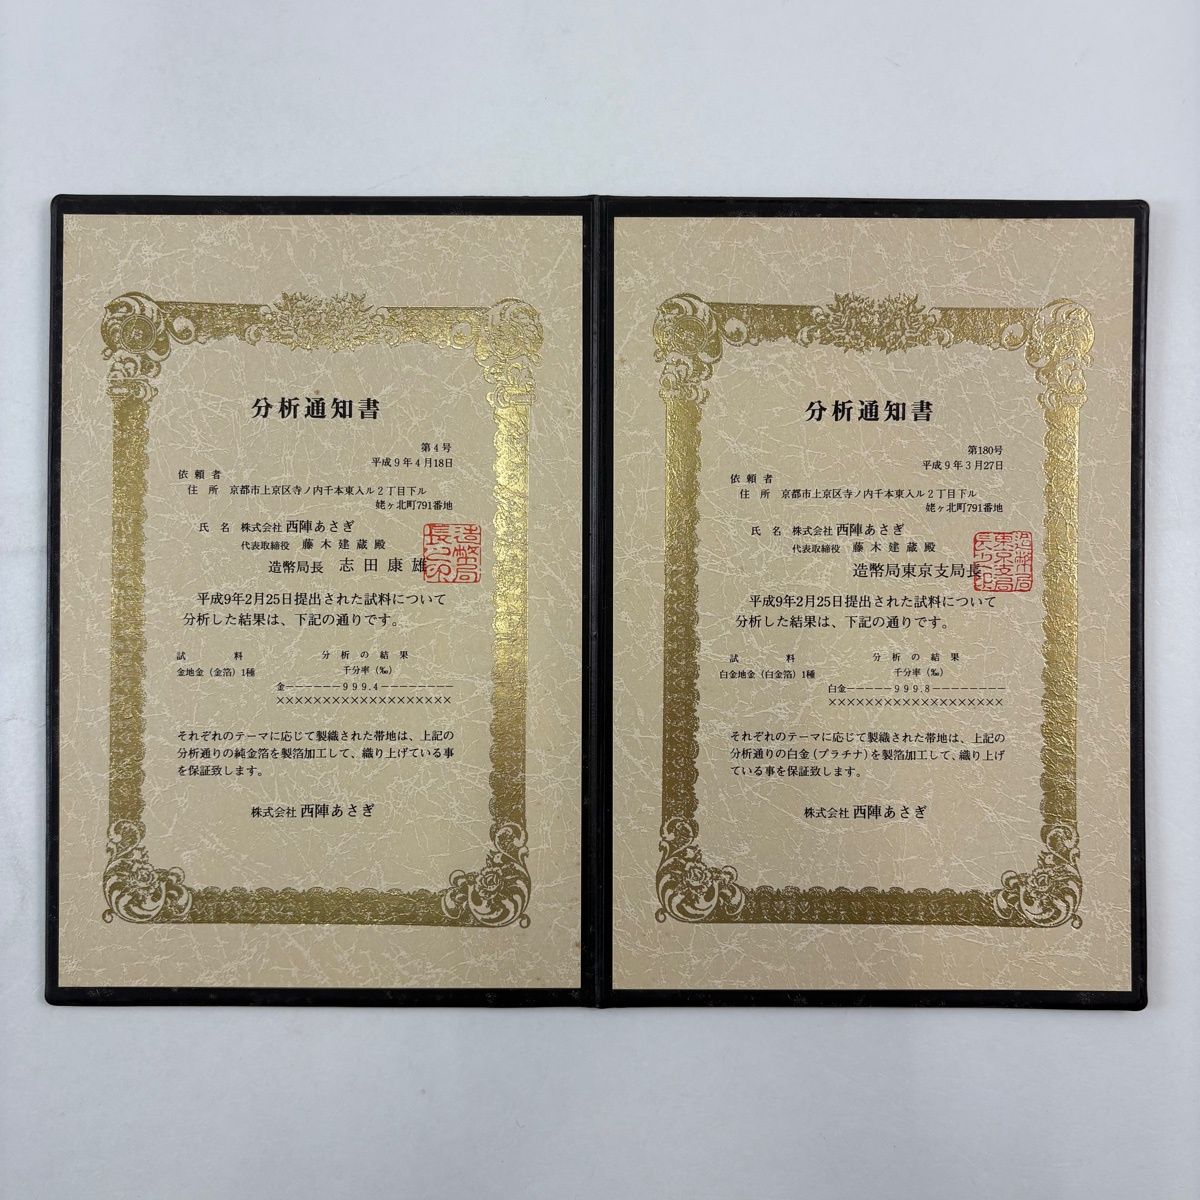 分析通知書
第4号
平成9年4月18日
依頼者
住所 京都市上京区寺ノ内千本東入ル2丁目下ル
姥ヶ北町791番地
氏名 株式会社 西陣あさぎ
代表取締役 藤木建蔵殿
造幣局長 志田康雄
造幣局長之印
平成9年2月25日提出された試料について
分析した結果は、下記の通りです。
試料 分析の結果
金地金(金箔)1種 千分率(‰)
金------999.4--------
×××××××××××××××××××
それぞれのテーマに応じて製織された帯地は、上記の
分析通りの純金箔を製箔加工して、織り上げている事
を保証致します。
株式会社 西陣あさぎ
分析通知書
第180号
平成9年3月27日
依頼者
住所 京都市上京区寺ノ内千本東入ル2丁目下ル
姥ヶ北町791番地
氏名 株式会社 西陣あさぎ
代表取締役 藤木建蔵殿
造幣局東京支局長
造幣局東京支局長之印
平成9年2月25日提出された試料について
分析した結果は、下記の通りです。
試料 分析の結果
白金地金(白金箔)1種 千分率(‰)
白金-----999.8--------
×××××××××××××××××××
それぞれのテーマに応じて製織された帯地は、上記の
分析通りの白金(プラチナ)を製箔加工して、織り上げ
ている事を保証致します。
株式会社 西陣あさぎ